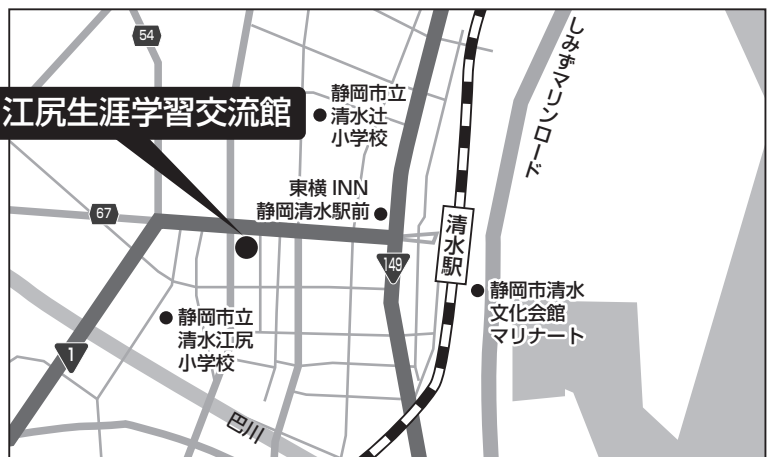 54
しみずマリンロード
江尻生涯学習交流館
静岡市立
清水辻
小学校
東横 INN
静岡清水駅前
67
清水駅
149
静岡市清水
文化会館
マリナート
静岡市立
清水江尻
小学校
1
巴川